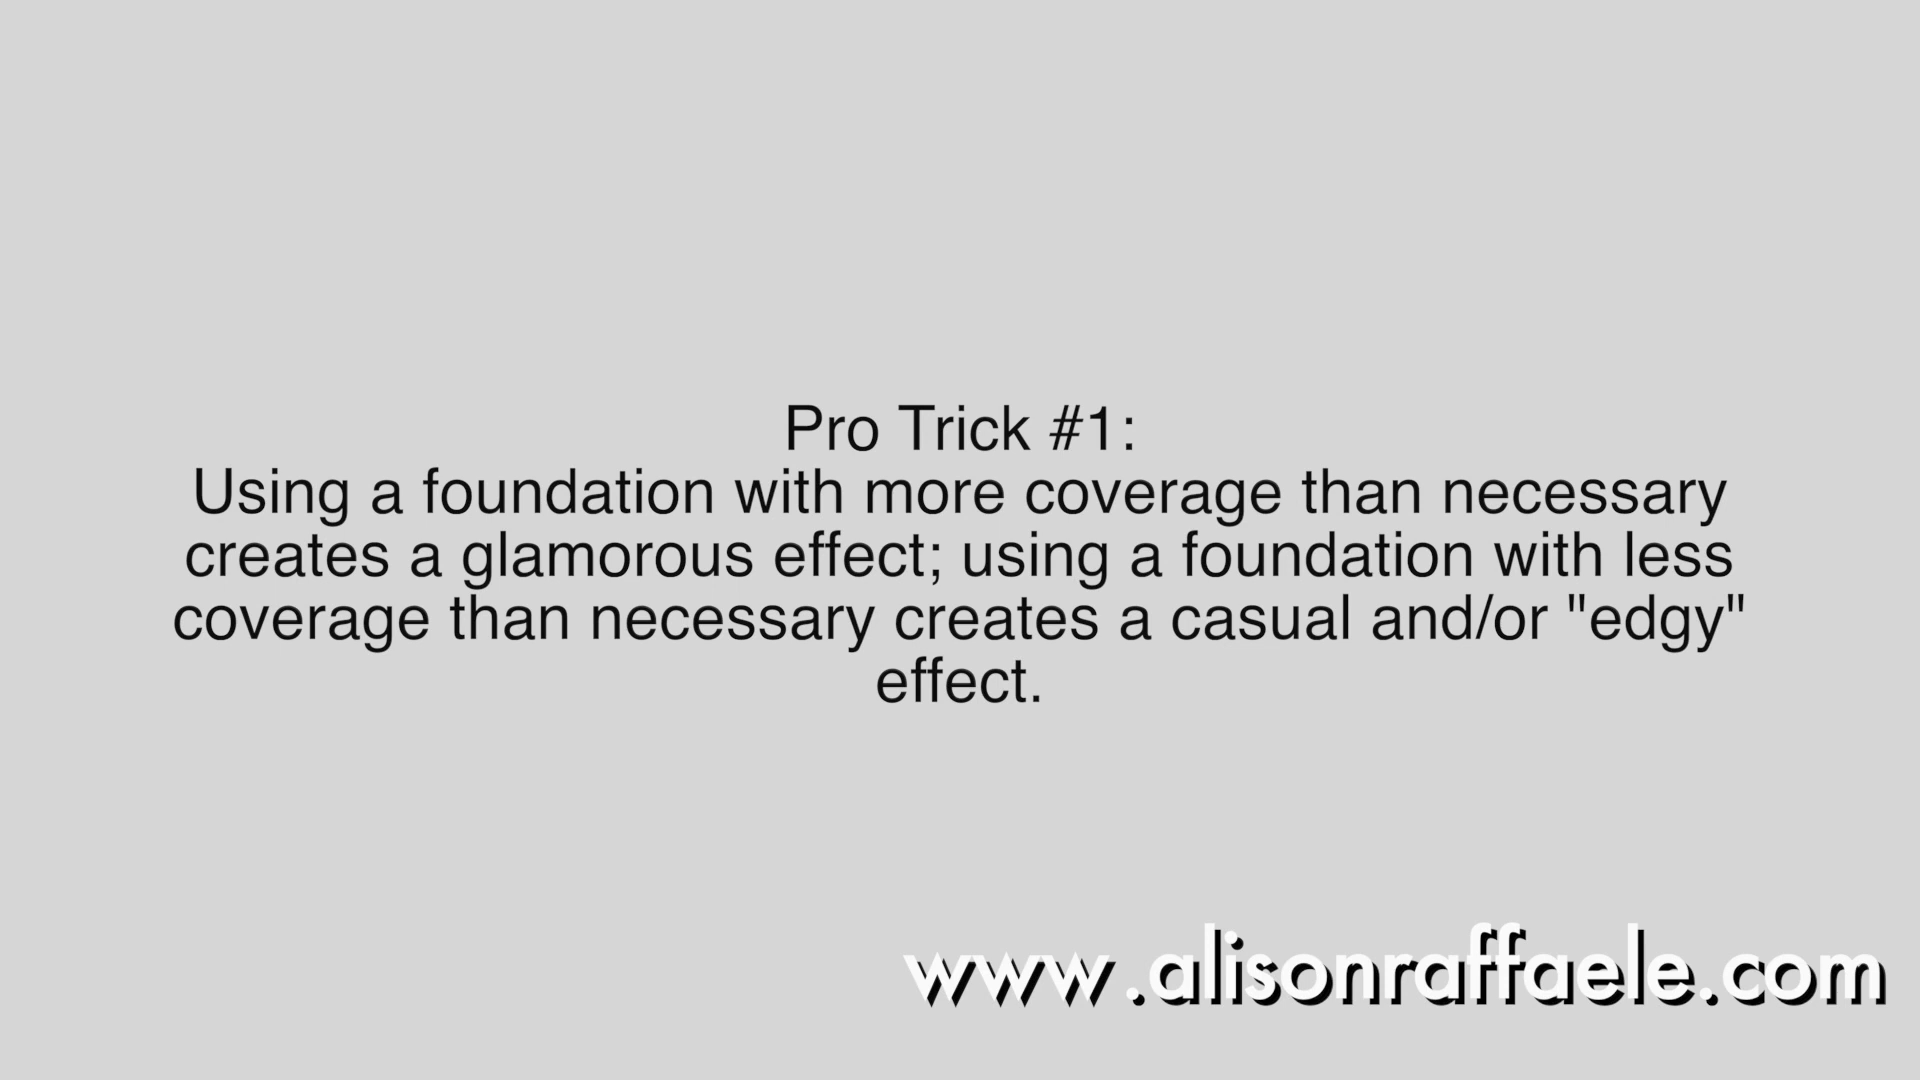 Pro Trick #1:
Using a foundation with more coverage than necessary
creates a glamorous effect; using a foundation with less
coverage than necessary creates a casual and/or "edgy"
effect.
www.alisonraffaele.com